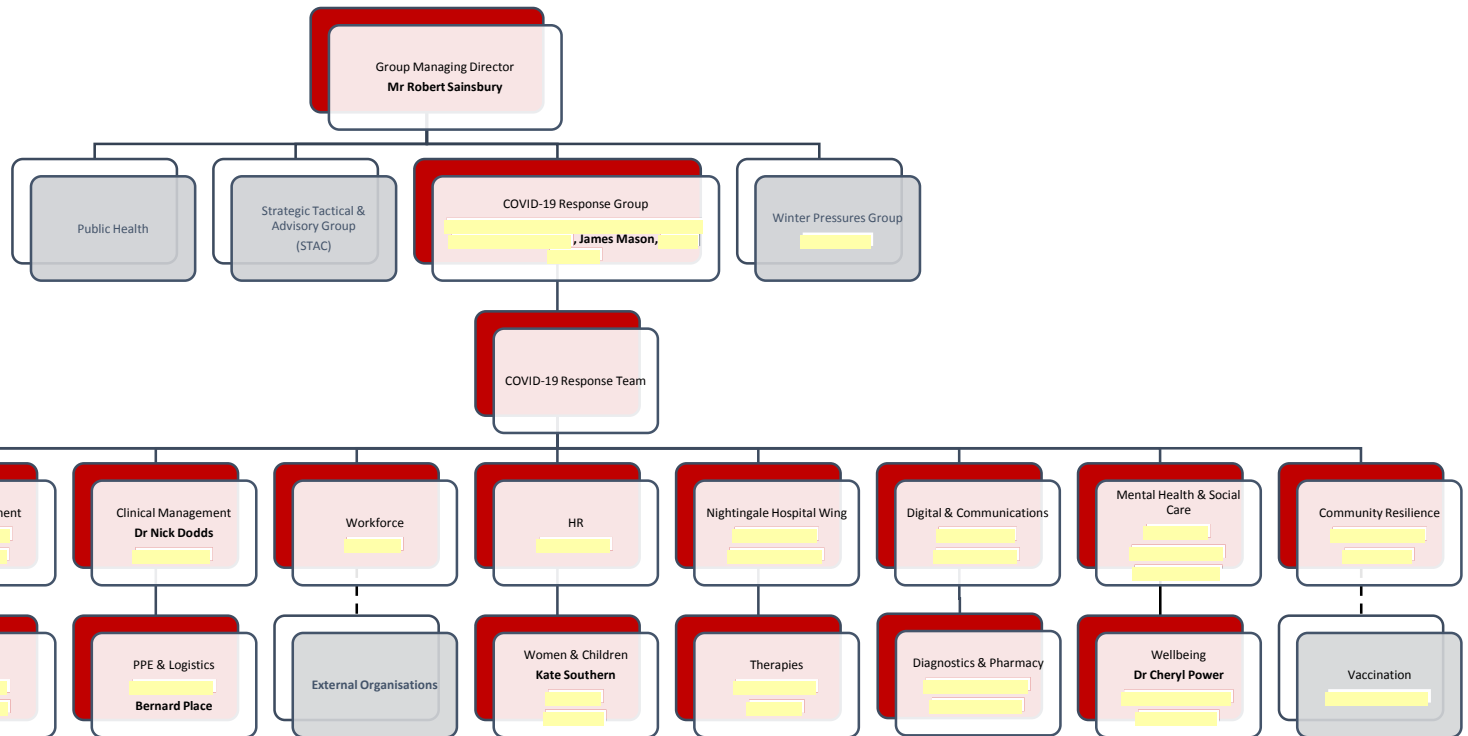 Group Managing Director
Mr Robert Sainsbury
Public Health
Strategic Tactical &
Advisory Group
(STAC)
COVID-19 Response Group
, James Mason,
Winter Pressures Group
COVID-19 Response Team
ment
Clinical Management
Dr Nick Dodds
Workforce
HR
Nightingale Hospital Wing
Digital & Communications
Mental Health & Social
Care
Community Resilience
PPE & Logistics
Bernard Place
External Organisations
Women & Children
Kate Southern
Therapies
Diagnostics & Pharmacy
Wellbeing
Dr Cheryl Power
Vaccination